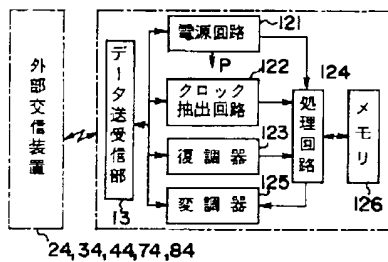 121
電源回路
P
122
クロック
抽出回路
124
123
復調器
125
変調器
処理回路
メモリ
126
データ送受信部
13
外部交信装置
24,34,44,74,84